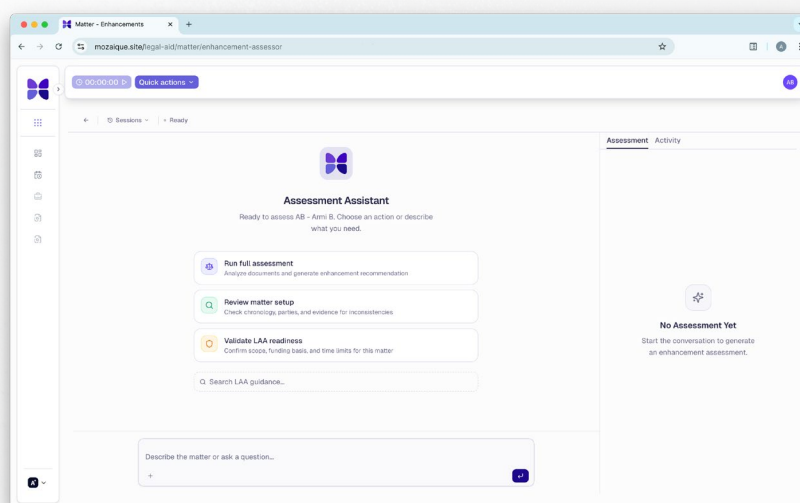 Matter - Enhancements
mozaique.site/legal-aid/matter/enhancement-assessor
A
00:00:00
Quick actions
AB
Sessions
Ready
Assessment Activity
Assessment Assistant
Ready to assess AB - Armi B. Choose an action or describe
what you need.
Run full assessment
Analyze documents and generate enhancement recommendation
Review matter setup
Check chronology, parties, and evidence for inconsistencies
Validate LAA readiness
Confirm scope, funding basis, and time limits for this matter
Search LAA guidance...
No Assessment Yet
Start the conversation to generate
an enhancement assessment.
Describe the matter or ask a question...